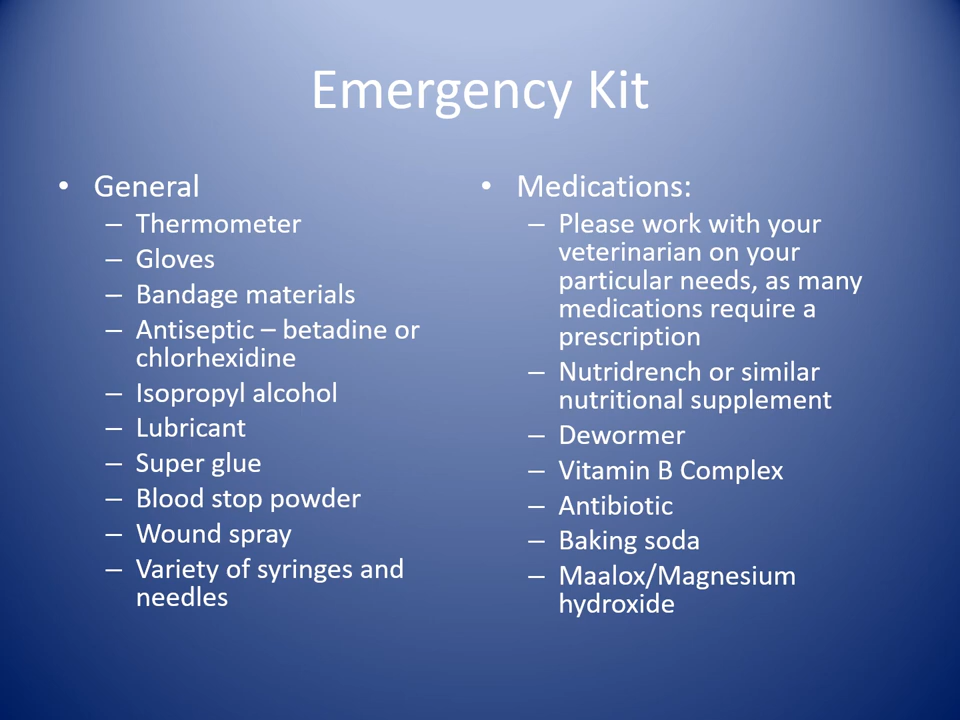 Emergency Kit
• General
– Thermometer
– Gloves
– Bandage materials
– Antiseptic – betadine or
chlorhexidine
– Isopropyl alcohol
– Lubricant
– Super glue
– Blood stop powder
– Wound spray
– Variety of syringes and
needles
• Medications:
– Please work with your
veterinarian on your
particular needs, as many
medications require a
prescription
– Nutridrench or similar
nutritional supplement
– Dewormer
– Vitamin B Complex
– Antibiotic
– Baking soda
– Maalox/Magnesium
hydroxide